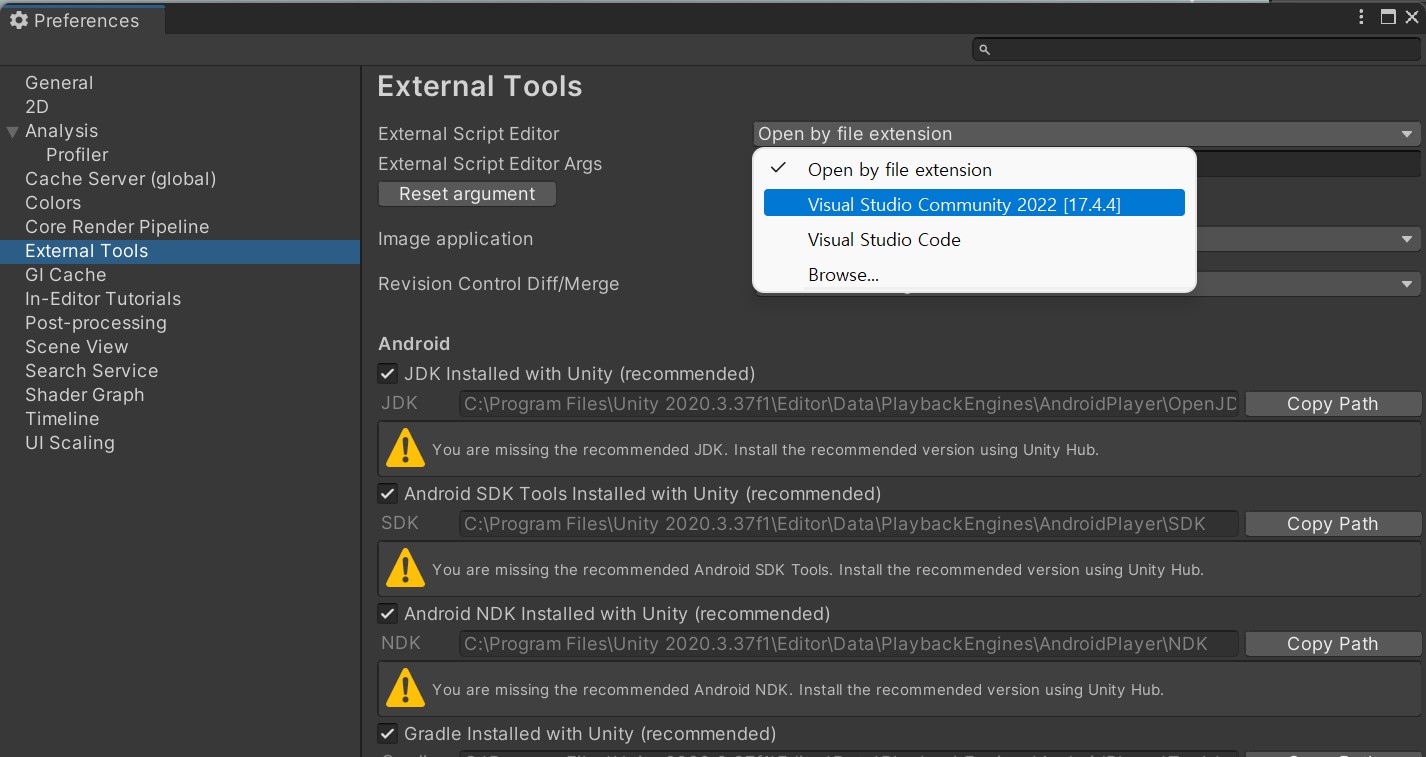 Preferences
General
2D
Analysis
Profiler
Cache Server (global)
Colors
Core Render Pipeline
External Tools
GI Cache
In-Editor Tutorials
Post-processing
Scene View
Search Service
Shader Graph
Timeline
UI Scaling
External Tools
External Script Editor
Open by file extension
Open by file extension
Visual Studio Community 2022 [17.4.4]
Visual Studio Code
Browse...
External Script Editor Args
Reset argument
Image application
Revision Control Diff/Merge
Android
JDK Installed with Unity (recommended)
JDK C:\Program Files\Unity 2020.3.37f1\Editor\Data\PlaybackEngines\AndroidPlayer\OpenJD Copy Path
You are missing the recommended JDK. Install the recommended version using Unity Hub.
Android SDK Tools Installed with Unity (recommended)
SDK C:\Program Files\Unity 2020.3.37f1\Editor\Data\PlaybackEngines\AndroidPlayer\SDK Copy Path
You are missing the recommended Android SDK Tools. Install the recommended version using Unity Hub.
Android NDK Installed with Unity (recommended)
NDK C:\Program Files\Unity 2020.3.37f1\Editor\Data\PlaybackEngines\AndroidPlayer\NDK Copy Path
You are missing the recommended Android NDK. Install the recommended version using Unity Hub.
Gradle Installed with Unity (recommended)